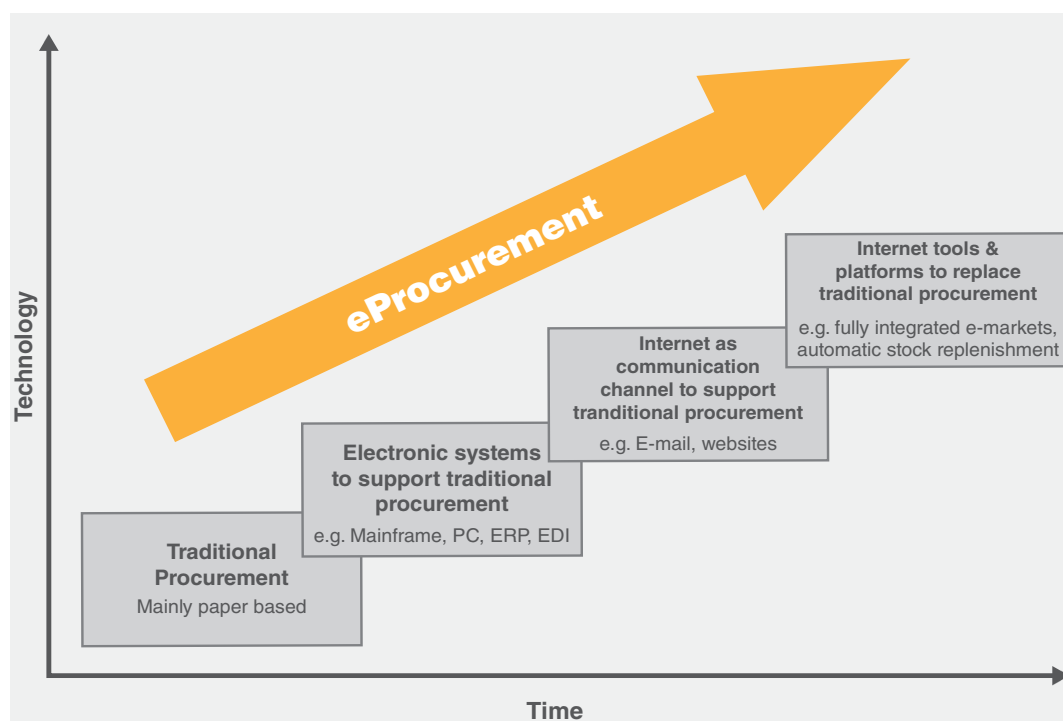 Technology
eProcurement
Internet tools &
platforms to replace
traditional procurement
e.g. fully integrated e-markets,
automatic stock replenishment
Internet as
communication
channel to support
tranditional procurement
e.g. E-mail, websites
Electronic systems
to support traditional
procurement
e.g. Mainframe, PC, ERP, EDI
Traditional
Procurement
Mainly paper based
Time